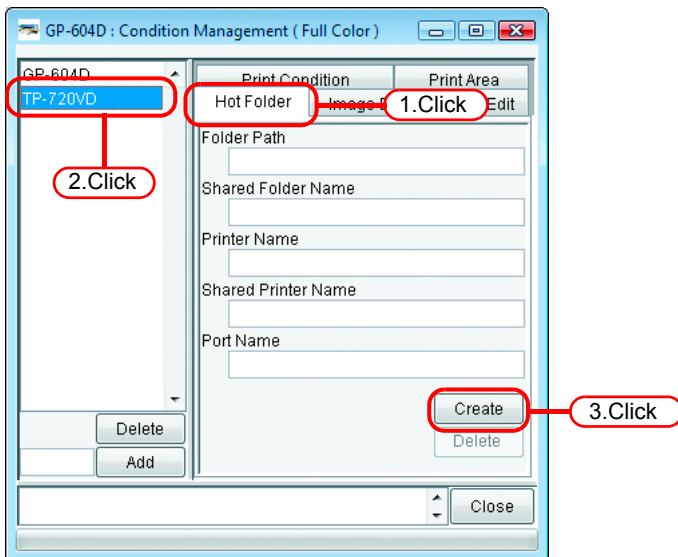 GP-604D : Condition Management ( Full Color )
GP-604D
TP-720VD
Print Condition
Print Area
Hot Folder
Image
Edit
1.Click
2.Click
Folder Path
Shared Folder Name
Printer Name
Shared Printer Name
Port Name
Create
3.Click
Delete
Delete
Add
Close